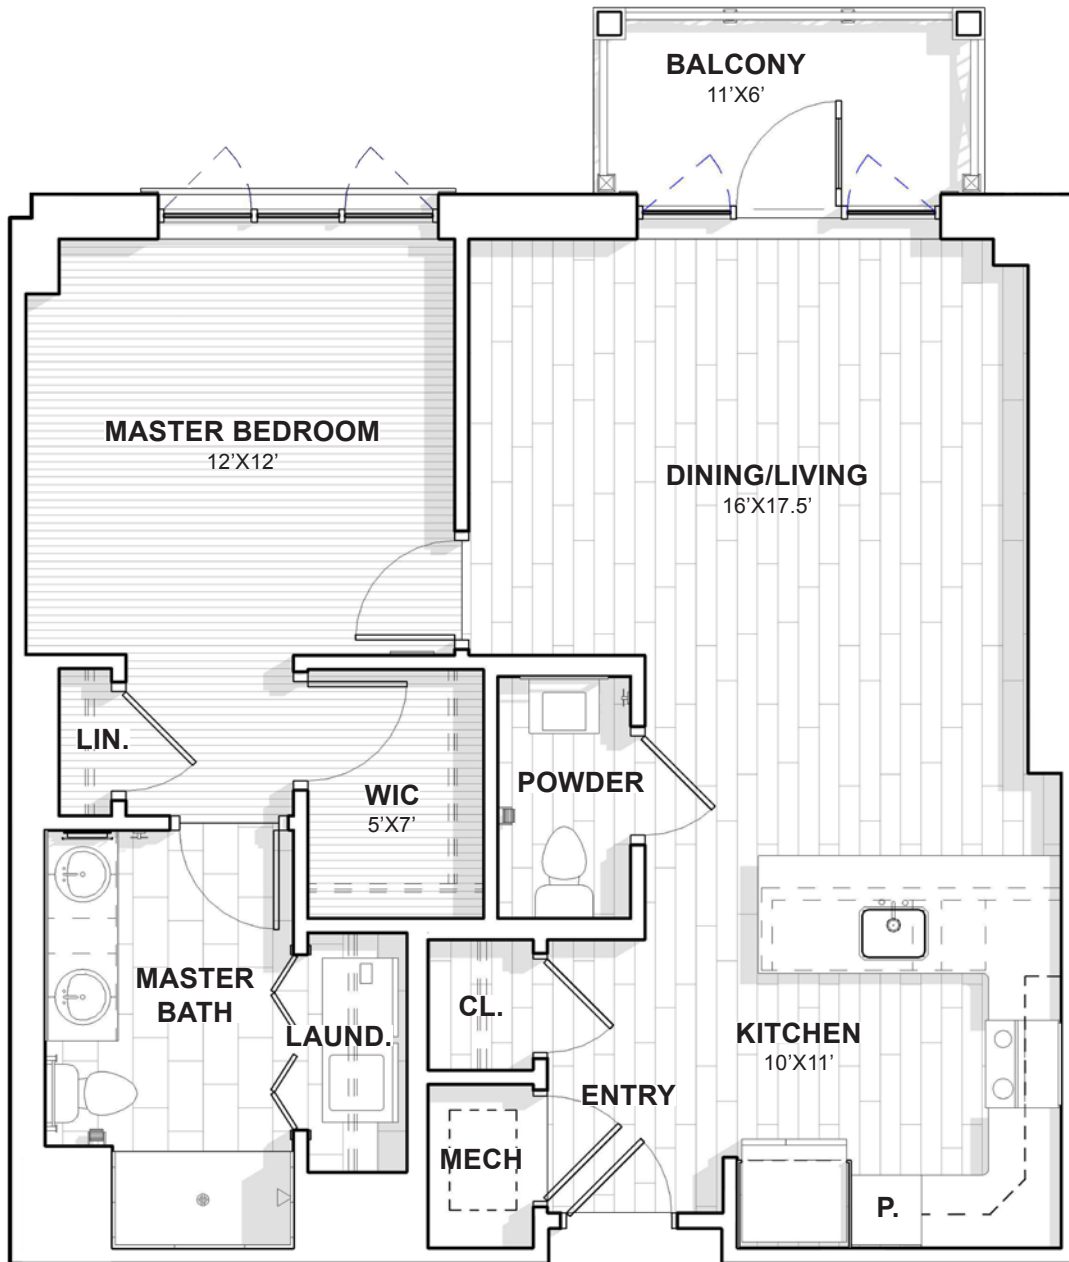 BALCONY
11’X6’
MASTER BEDROOM
12’X12’
DINING/LIVING
16’X17.5’
LIN.
WIC
5’X7’
POWDER
MASTER
BATH
LAUND.
CL.
KITCHEN
10’X11’
ENTRY
MECH
P.